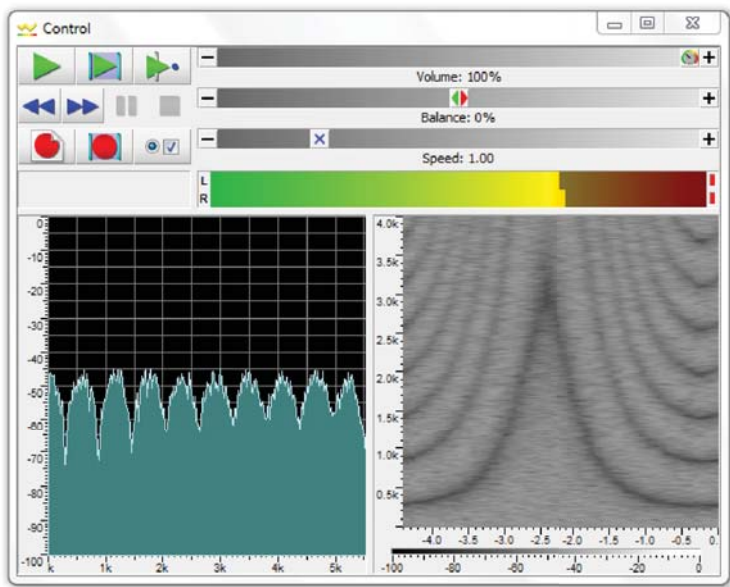 Control
Volume: 100%
Balance: 0%
Speed: 1.00
L
R
0
-10
-20
-30
-40
-50
-60
-70
-80
-90
-100
k 1k 2k 3k 4k 5k
4.0k
3.5k
3.0k
2.5k
2.0k
1.5k
1.0k
0.5k
-4.0 -3.5 -3.0 -2.5 -2.0 -1.5 -1.0 -0.5 0.
-100 -80 -60 -40 -20 0